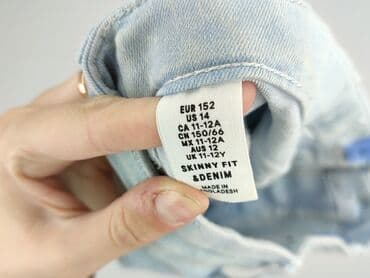 EUR 152
US 14
CA 11-12A
CN 150/66
MX 11-12A
AUS 12
UK 11-12Y
SKINNY FIT
&DENIM
MADE IN
BANGLADESH